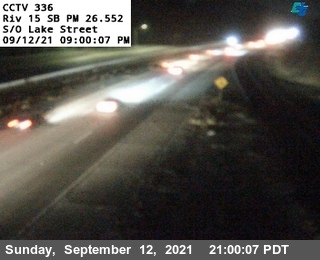 CCTV 336
Riv 15 SB PM 26.552
S/O Lake Street
09/12/21 09:00:07 PM
Sunday, September 12, 2021 21:00:07 PDT